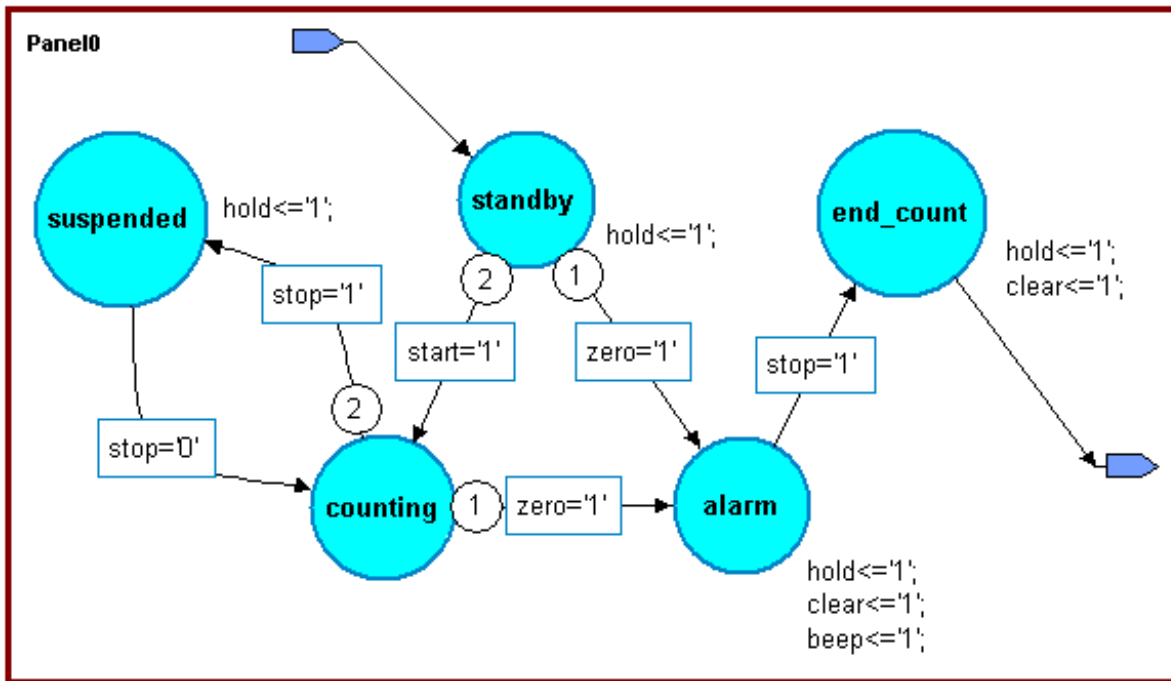 Panel0
suspended
hold<='1';
standby
hold<='1';
end_count
hold<='1';
clear<='1';
2
1
stop='1'
start='1'
zero='1'
stop='1'
2
stop='0'
counting
1
zero='1'
alarm
hold<='1';
clear<='1';
beep<='1';